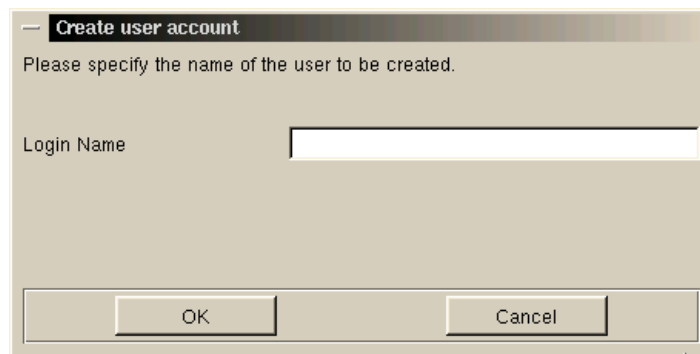 Create user account
Please specify the name of the user to be created.
Login Name
OK
Cancel